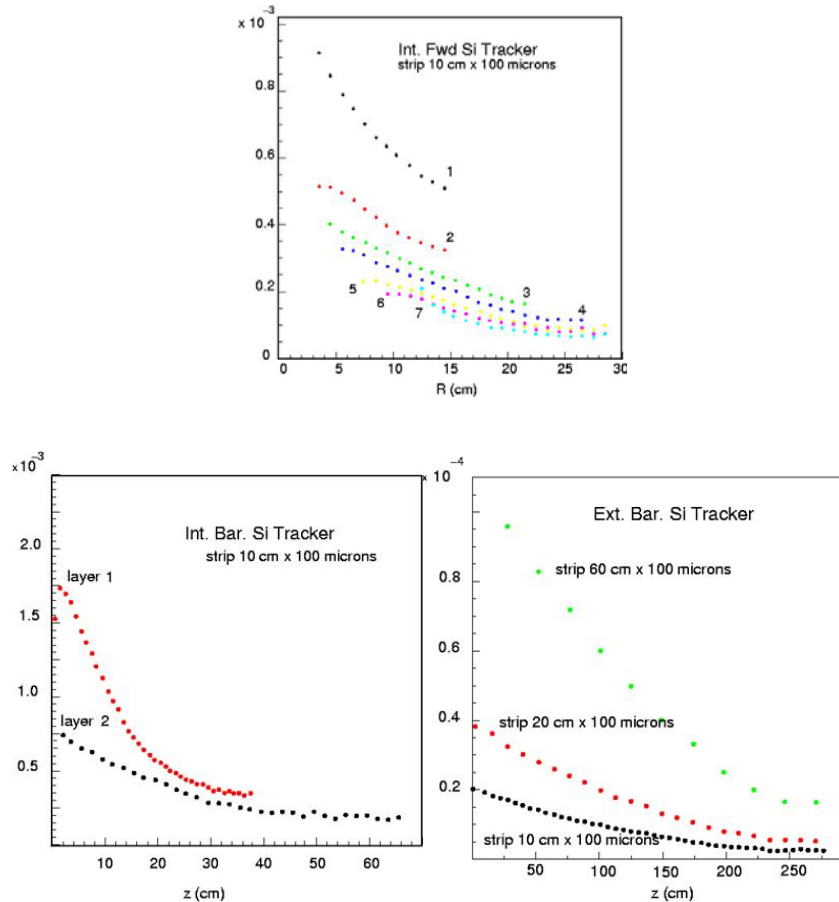 x 10 −3
Int. Fwd Si Tracker
strip 10 cm x 100 microns
0.8
0.6
0.4
0.2
0
1
2
3
4
5
6
7
0 5 10 15 20 25 30
R (cm)
x 10 −3
Int. Bar. Si Tracker
strip 10 cm x 100 microns
2.0
1.5
1.0
0.5
layer 1
layer 2
10 20 30 40 50 60
z (cm)
x 10 −4
Ext. Bar. Si Tracker
0.8
0.6
0.4
0.2
strip 60 cm x 100 microns
strip 20 cm x 100 microns
strip 10 cm x 100 microns
50 100 150 200 250
z (cm)